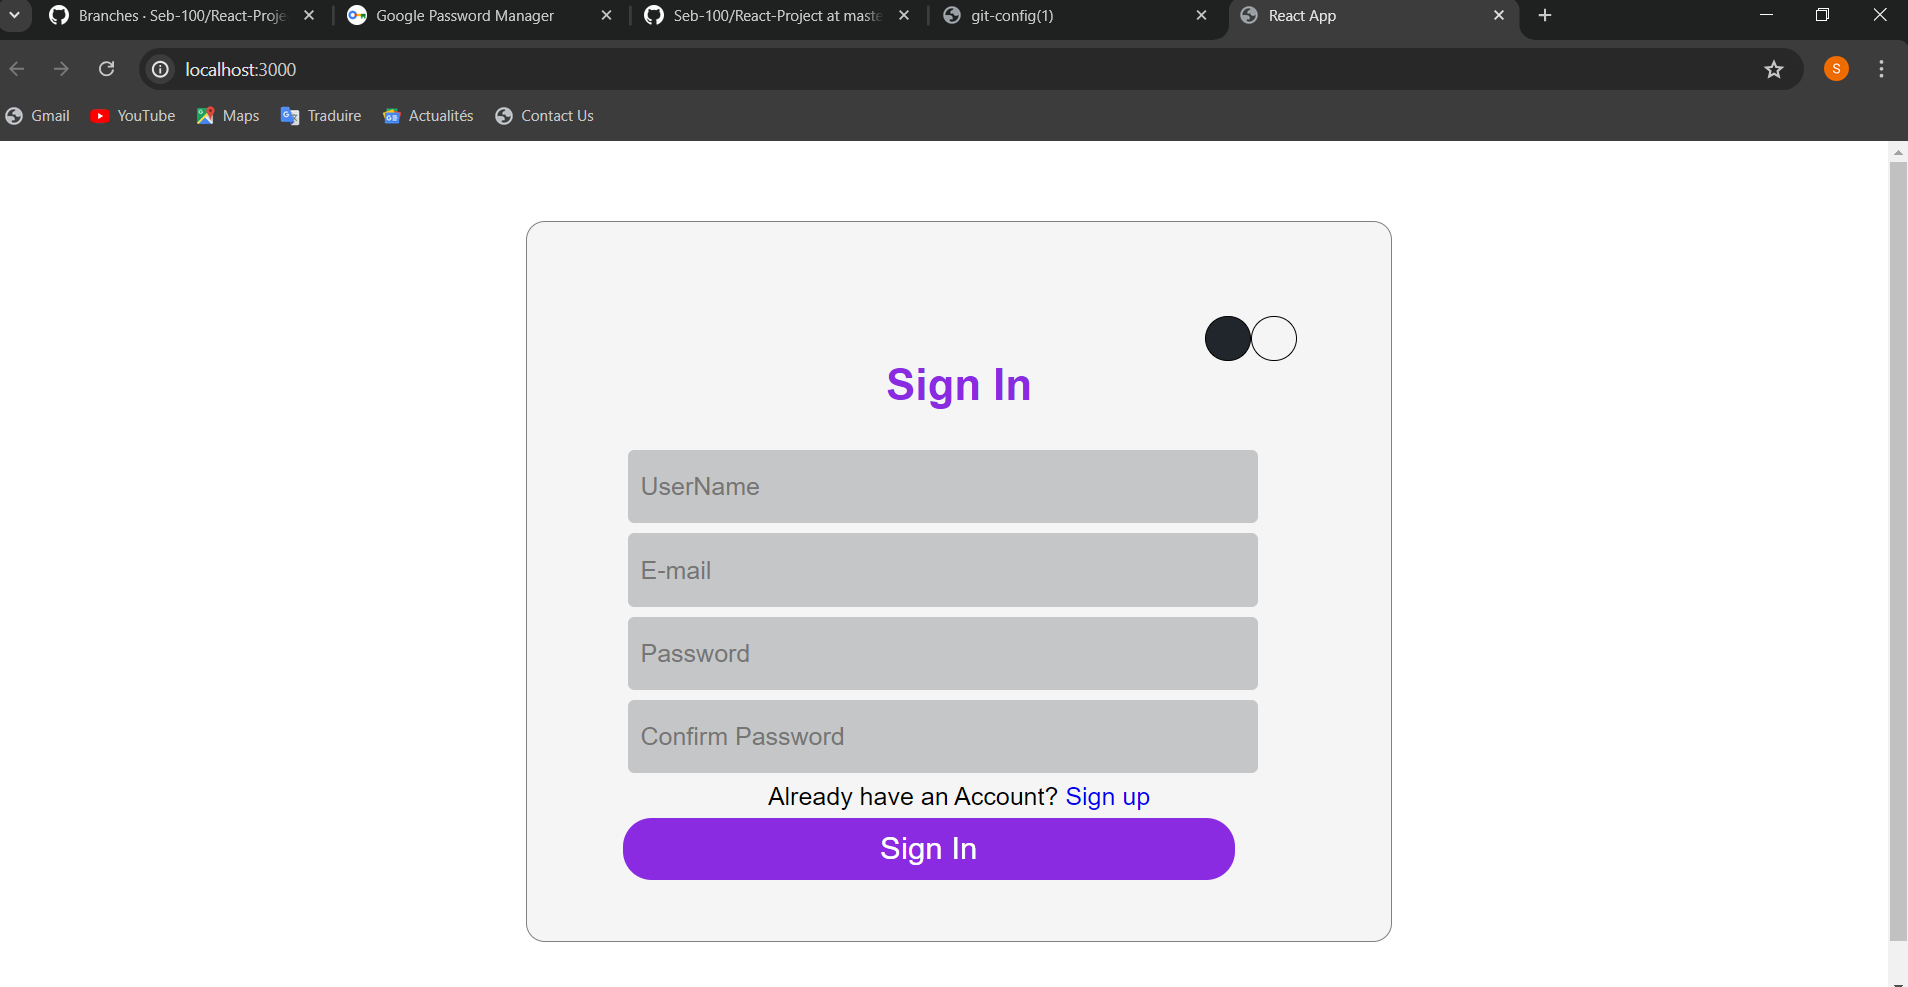 Branches · Seb-100/React-Proje
Google Password Manager
Seb-100/React-Project at maste
git-config(1)
React App
localhost:3000
S
Gmail
YouTube
Maps
Traduire
Actualités
Contact Us
Sign In
UserName
E-mail
Password
Confirm Password
Already have an Account? Sign up
Sign In